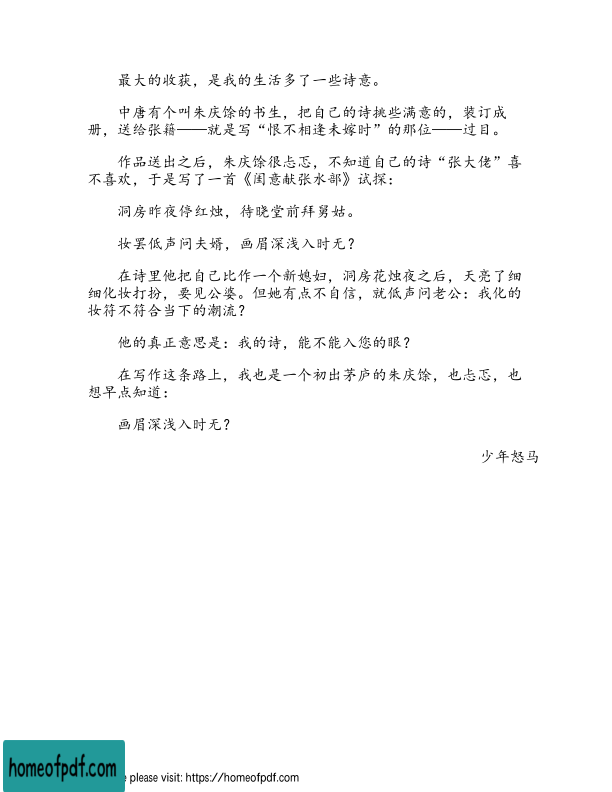 最大的收获，是我的生活多了一些诗意。
中唐有个叫朱庆馀的书生，把自己的诗挑些满意的，装订成
册，送给张籍——就是写“恨不相逢未嫁时”的那位——过目。
作品送出之后，朱庆馀很忐忑，不知道自己的诗“张大佬”喜
不喜欢，于是写了一首《闺意献张水部》试探：
洞房昨夜停红烛，待晓堂前拜舅姑。
妆罢低声问夫婿，画眉深浅入时无？
在诗里他把自己比作一个新媳妇，洞房花烛夜之后，天亮了细
细化妆打扮，要见公婆。但她有点不自信，就低声问老公：我化的
妆符不符合当下的潮流？
他的真正意思是：我的诗，能不能入您的眼？
在写作这条路上，我也是一个初出茅庐的朱庆馀，也忐忑，也
想早点知道：
画眉深浅入时无？
少年怒马
homeofpdf.com
e please visit: https://homeofpdf.com